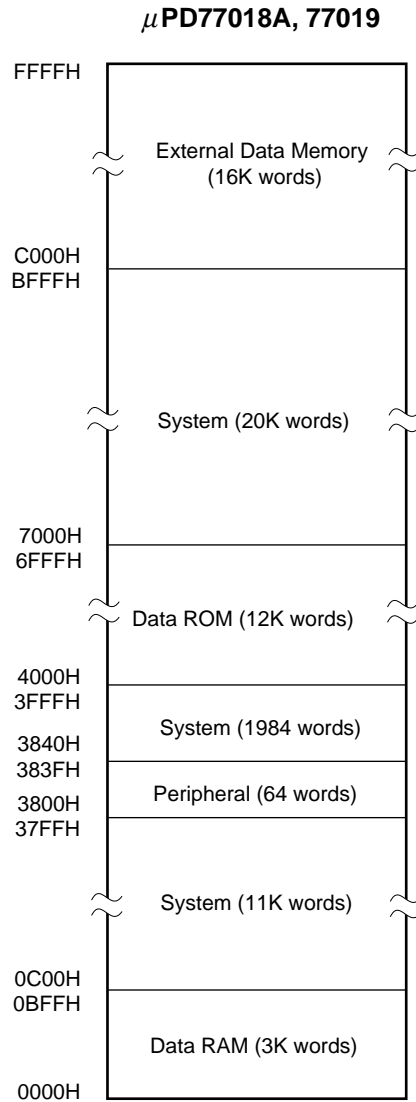 μPD77018A, 77019
FFFFH
External Data Memory
(16K words)
C000H
BFFFH
System (20K words)
7000H
6FFFH
Data ROM (12K words)
4000H
3FFFH
System (1984 words)
3840H
383FH
Peripheral (64 words)
3800H
37FFH
System (11K words)
0C00H
0BFFH
Data RAM (3K words)
0000H